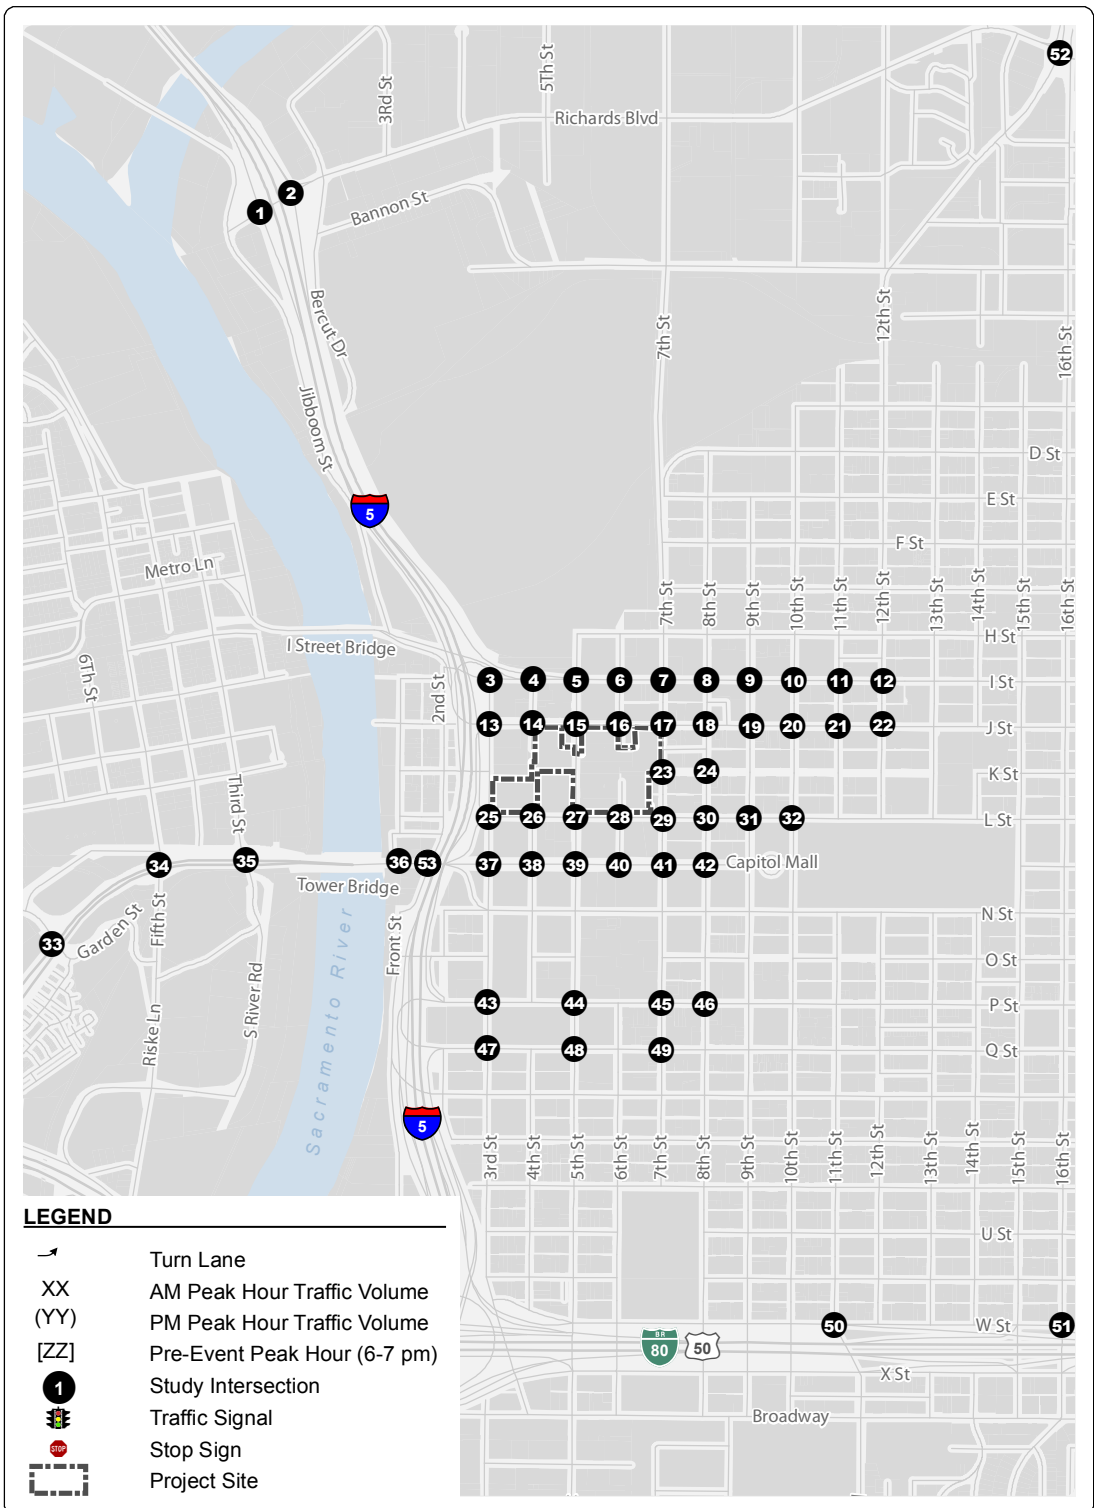 52
5Th St
3Rd St
Richards Blvd
2
1
Bannon St
Bercut Dr
12th St
7th St
16th St
Jibboom St
D St
E St
5
F St
Metro Ln
7th St
8th St
9th St
10th St
11th St
12th St
13th St
14th St
15th St
16th St
H St
I Street Bridge
6Th St
2nd St
3
4
5
6
7
8
9
10
11
12
I St
13
14
15
16
17
18
19
20
21
22
J St
23
24
K St
Third St
25
26
27
28
29
30
31
32
L St
34
35
36
53
37
38
39
40
41
42
Capitol Mall
Tower Bridge
Fifth St
Garden St
33
Front St
N St
O St
Sacramento River
S River Rd
Riske Ln
43
44
45
46
P St
47
48
49
Q St
5
3rd St
4th St
5th St
6th St
7th St
8th St
9th St
10th St
11th St
12th St
13th St
14th St
15th St
16th St
U St
50
W St
51
BR
80
50
X St
Broadway
LEGEND
Turn Lane
XX AM Peak Hour Traffic Volume
(YY) PM Peak Hour Traffic Volume
[ZZ] Pre-Event Peak Hour (6-7 pm)
1 Study Intersection
Traffic Signal
STOP Stop Sign
Project Site